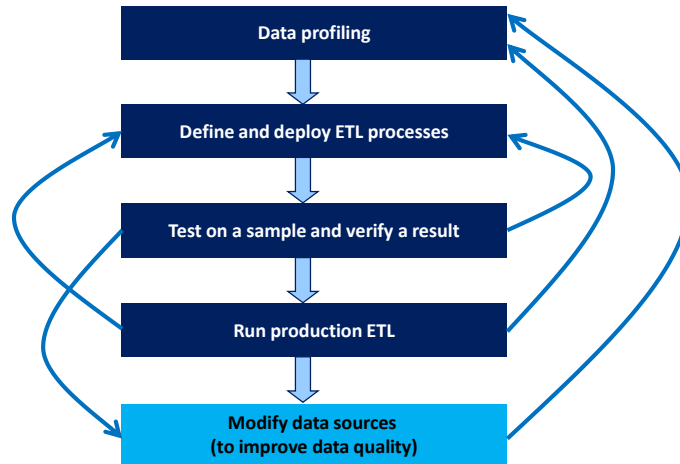 Data profiling
Define and deploy ETL processes
Test on a sample and verify a result
Run production ETL
Modify data sources
(to improve data quality)